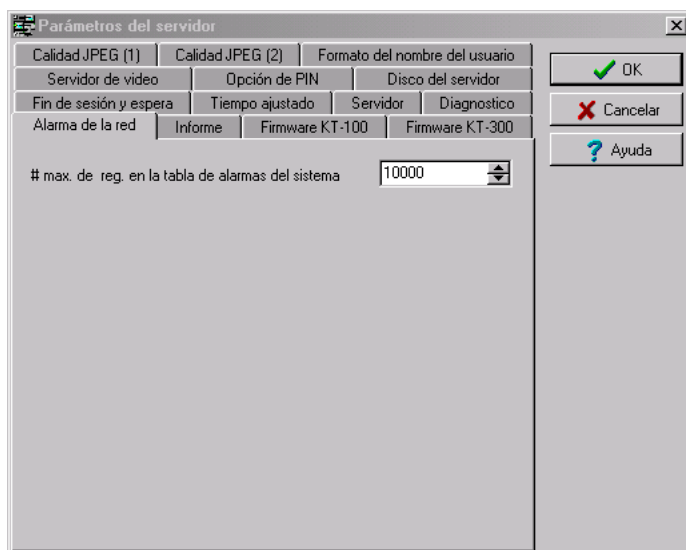 Parámetros del servidor
Calidad JPEG (1) Calidad JPEG (2) Formato del nombre del usuario
Servidor de video Opción de PIN Disco del servidor
Fin de sesión y espera Tiempo ajustado Servidor Diagnostico
Alarma de la red Informe Firmware KT-100 Firmware KT-300
# max. de reg. en la tabla de alarmas del sistema 10000
OK
Cancelar
Ayuda